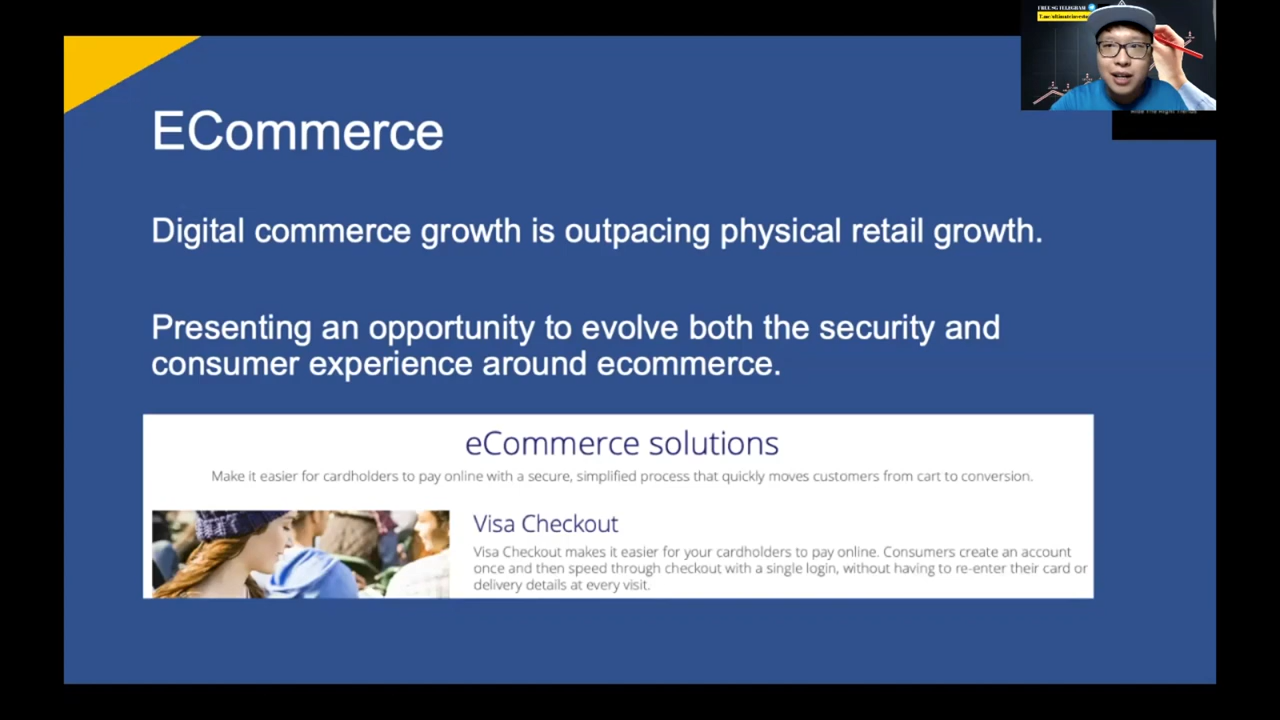 FREE SG TELEGRAM
ECommerce
Digital commerce growth is outpacing physical retail growth.
Presenting an opportunity to evolve both the security and
consumer experience around ecommerce.
eCommerce solutions
Make it easier for cardholders to pay online with a secure, simplified process that quickly moves customers from cart to conversion.
Visa Checkout
Visa Checkout makes it easier for your cardholders to pay online. Consumers create an account
once and then speed through checkout with a single login, without having to re-enter their card or
delivery details at every visit.